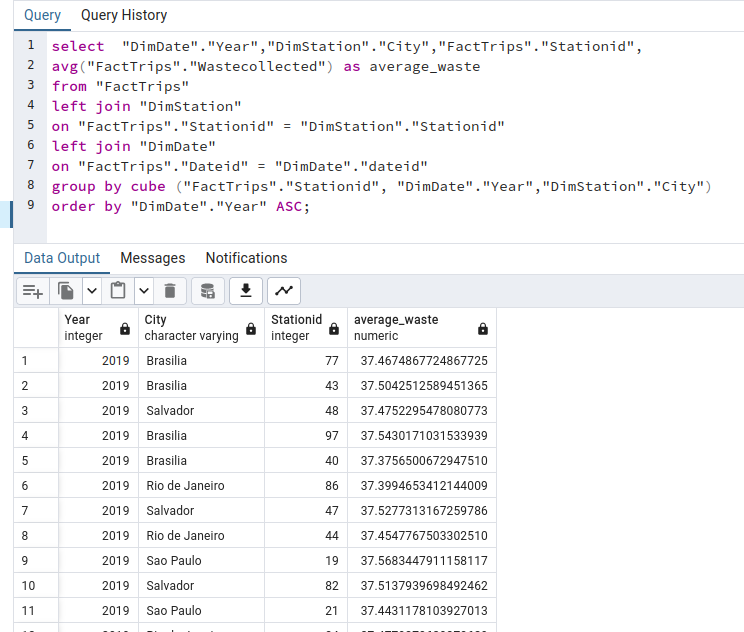 Query Query History
1 select  "DimDate"."Year","DimStation"."City","FactTrips"."Stationid",
2 avg("FactTrips"."Wastecollected") as average_waste
3 from "FactTrips"
4 left join "DimStation"
5 on "FactTrips"."Stationid" = "DimStation"."Stationid"
6 left join "DimDate"
7 on "FactTrips"."Dateid" = "DimDate"."dateid"
8 group by cube ("FactTrips"."Stationid", "DimDate"."Year","DimStation"."City")
9 order by "DimDate"."Year" ASC;
Data Output Messages Notifications
Year City Stationid average_waste
integer character varying integer numeric
1 2019 Brasilia 77 37.4674867724867725
2 2019 Brasilia 43 37.5042512589451365
3 2019 Salvador 48 37.4752295478080773
4 2019 Brasilia 97 37.5430171031533939
5 2019 Brasilia 40 37.3756500672947510
6 2019 Rio de Janeiro 86 37.3994653412144009
7 2019 Salvador 47 37.5277313167259786
8 2019 Rio de Janeiro 44 37.4547767503302510
9 2019 Sao Paulo 19 37.5683447911158117
10 2019 Salvador 82 37.5137939698492462
11 2019 Sao Paulo 21 37.4431178103927013